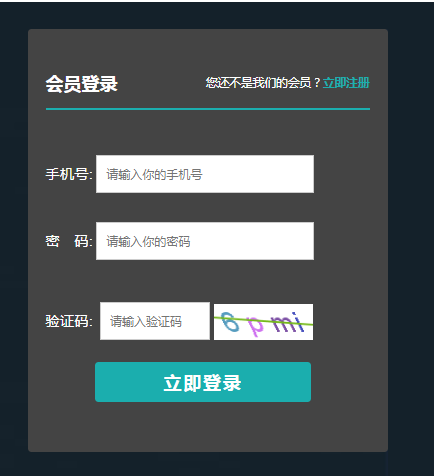 会员登录 您还不是我们的会员？立即注册
手机号: 请输入你的手机号
密 码: 请输入你的密码
验证码: 请输入验证码
立即登录